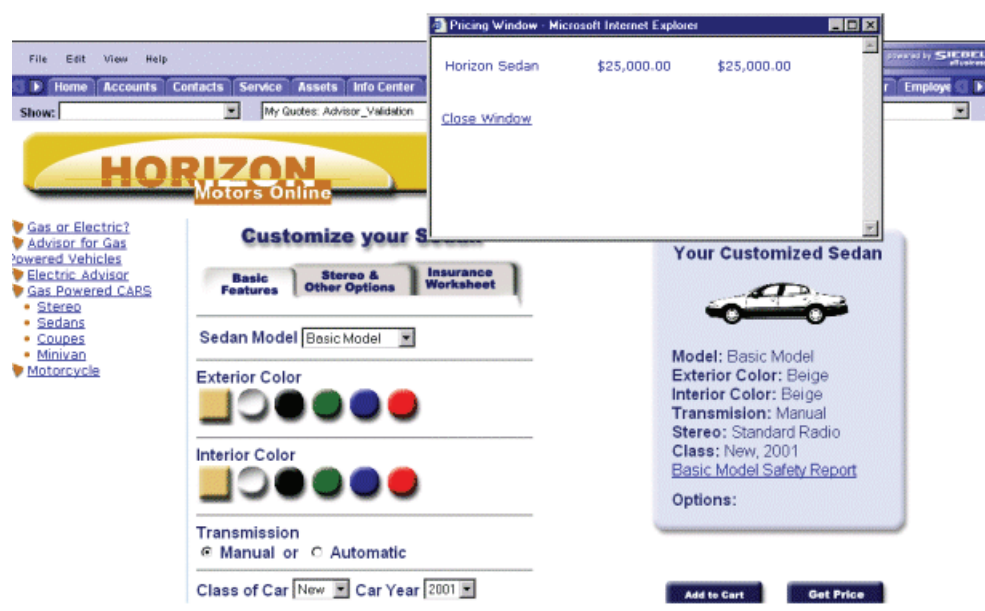 Pricing Window - Microsoft Internet Explorer
Horizon Sedan $25,000.00 $25,000.00
Close Window
File Edit View Help
powered by SIEBEL
eBusiness
Home Accounts Contacts Service Assets Info Center
Employe
Show:
My Quotes: Advisor_Validation
HORIZON
Motors Online
Gas or Electric?
Advisor for Gas
Powered Vehicles
Electric Advisor
Gas Powered CARS
Stereo
Sedans
Coupes
Minivan
Motorcycle
Customize your Sedan
Basic
Features
Stereo &
Other Options
Insurance
Worksheet
Sedan Model Basic Model
Exterior Color
Interior Color
Transmission
Manual or Automatic
Class of Car New Car Year 2001
Your Customized Sedan
Model: Basic Model
Exterior Color: Beige
Interior Color: Beige
Transmision: Manual
Stereo: Standard Radio
Class: New, 2001
Basic Model Safety Report
Options:
Add to Cart Get Price